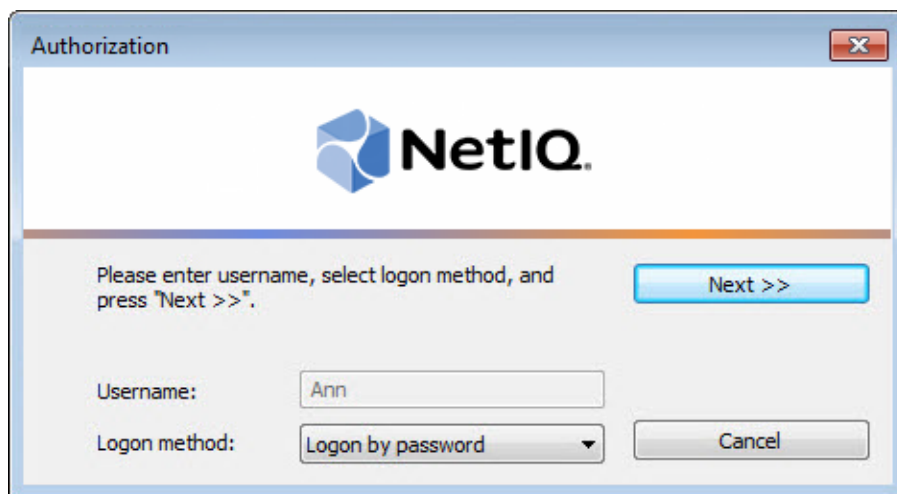 Authorization
NetIQ.
Please enter username, select logon method, and
press "Next >>".
Next >>
Username:
Ann
Logon method:
Logon by password
Cancel